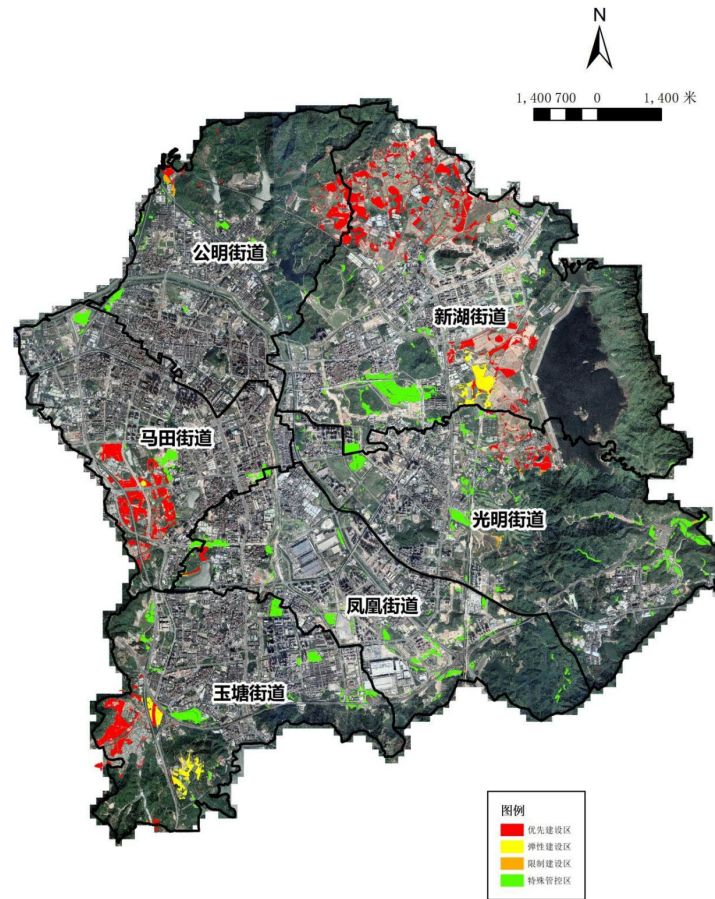 N
1,400 700 0 1,400 米
公明街道
新湖街道
马田街道
光明街道
凤凰街道
玉塘街道
图例
优先建设区
弹性建设区
限制建设区
特殊管控区